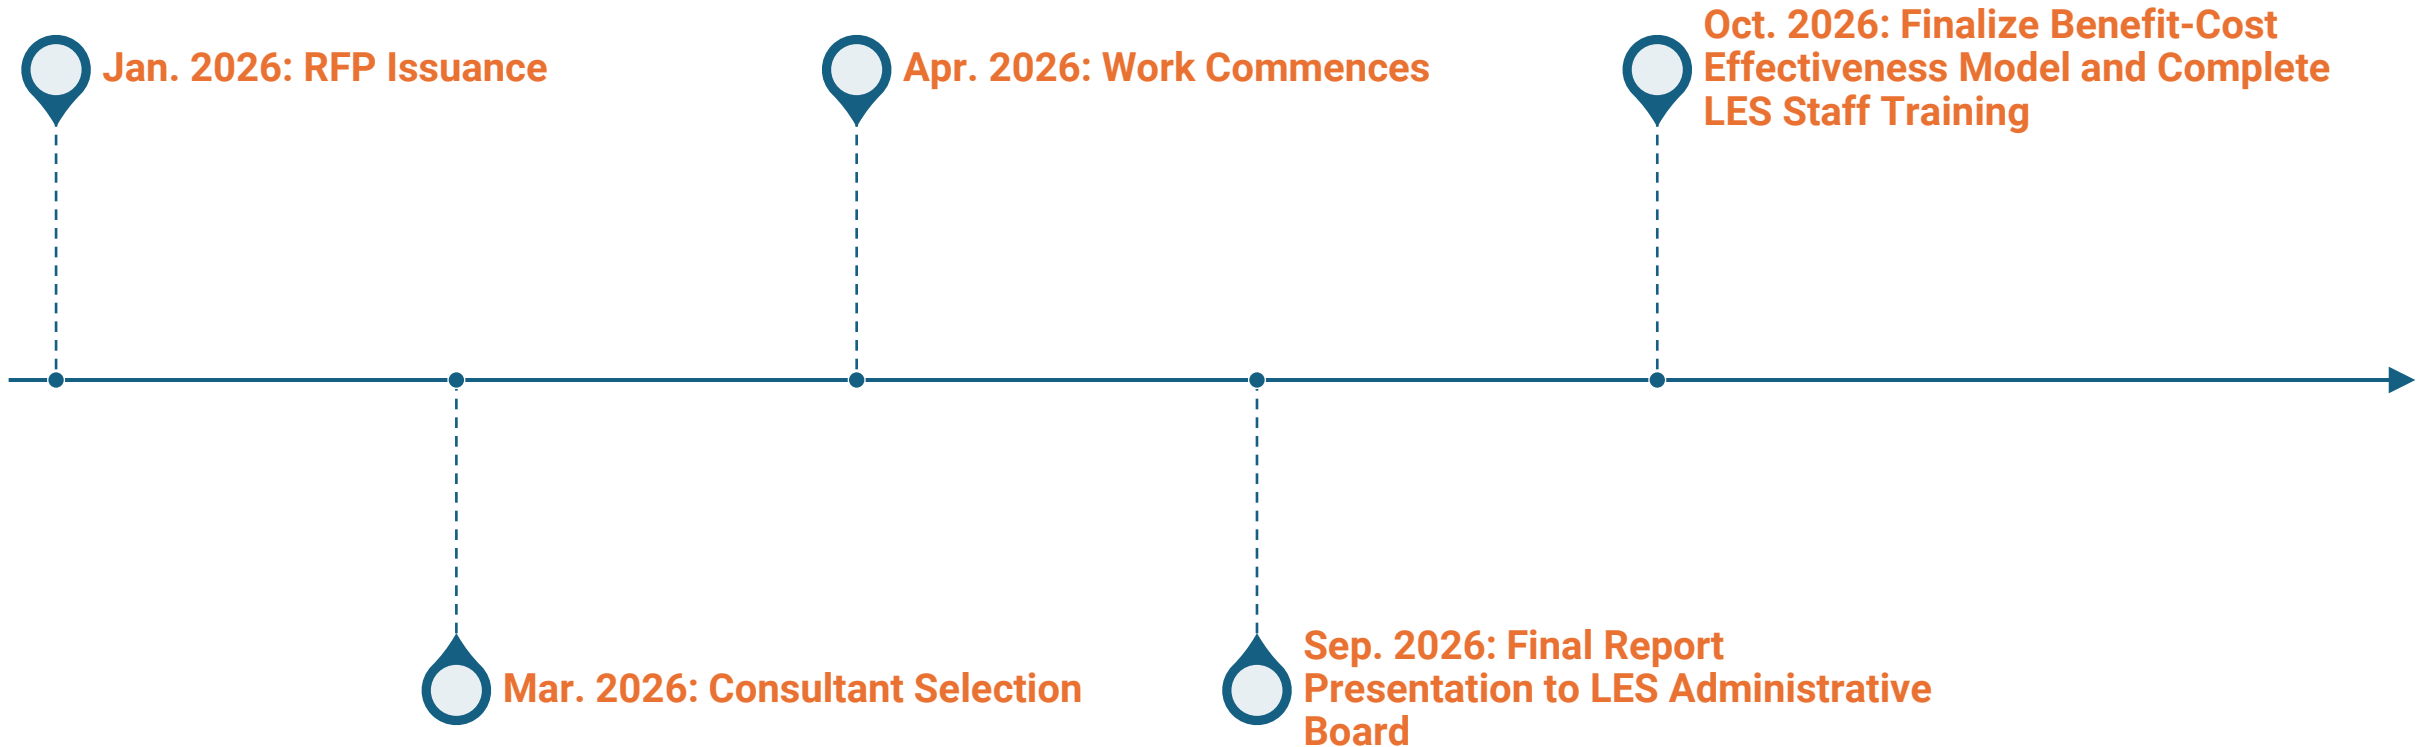 Jan. 2026: RFP Issuance
Mar. 2026: Consultant Selection
Apr. 2026: Work Commences
Sep. 2026: Final Report
Presentation to LES Administrative
Board
Oct. 2026: Finalize Benefit-Cost
Effectiveness Model and Complete
LES Staff Training